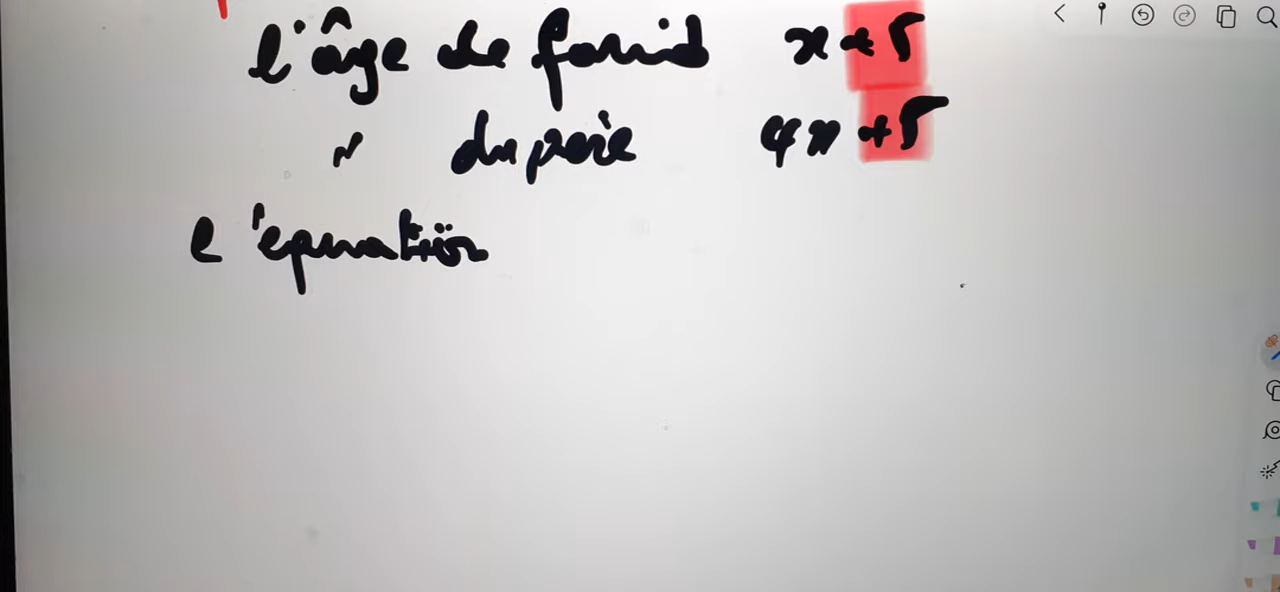 l'âge de farid x+5
〃 du père 4x+5
l'équation